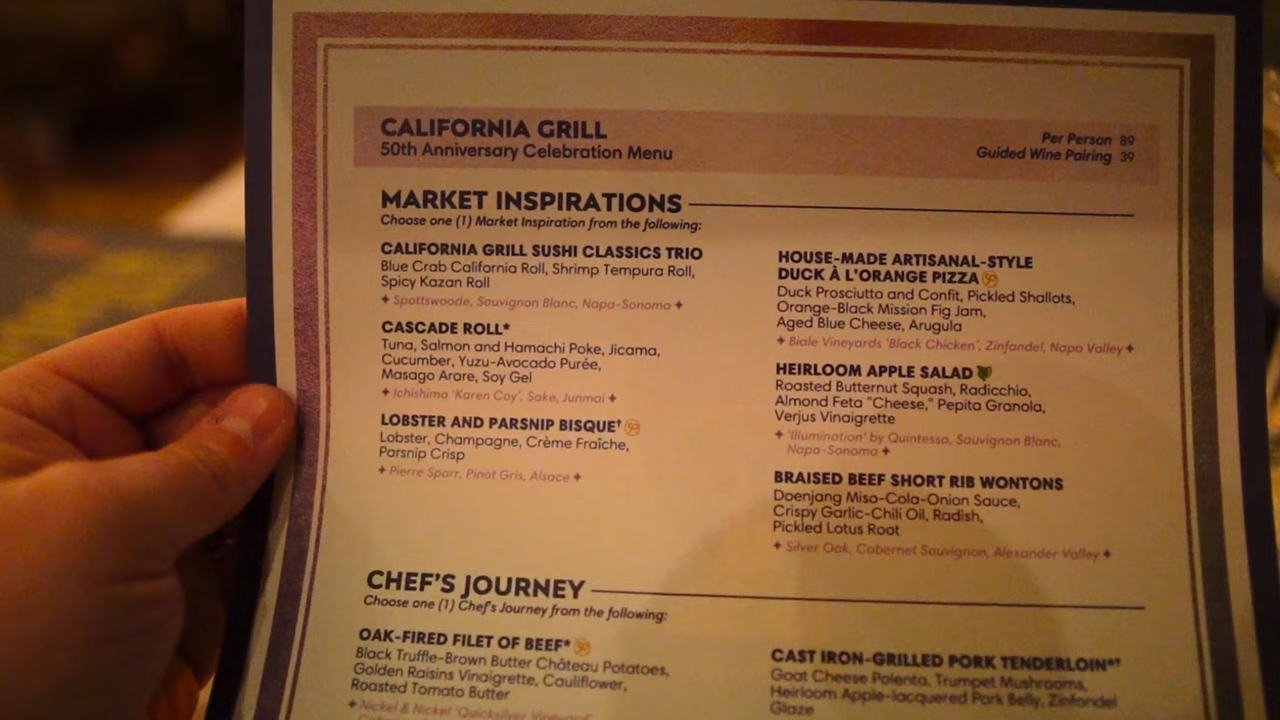 CALIFORNIA GRILL
50th Anniversary Celebration Menu
Per Person 89
Guided Wine Pairing 39
MARKET INSPIRATIONS
Choose one (1) Market Inspiration from the following:
CALIFORNIA GRILL SUSHI CLASSICS TRIO
Blue Crab California Roll, Shrimp Tempura Roll,
Spicy Kazan Roll
✦ Spottswoode, Sauvignon Blanc, Napa-Sonoma ✦
CASCADE ROLL*
Tuna, Salmon and Hamachi Poke, Jicama,
Cucumber, Yuzu-Avocado Purée,
Masago Arare, Soy Gel
✦ Ichishima 'Karen Coy', Sake, Junmai ✦
LOBSTER AND PARSNIP BISQUE†
Lobster, Champagne, Crème Fraîche,
Parsnip Crisp
✦ Pierre Sparr, Pinot Gris, Alsace ✦
HOUSE-MADE ARTISANAL-STYLE
DUCK À L'ORANGE PIZZA
Duck Prosciutto and Confit, Pickled Shallots,
Orange-Black Mission Fig Jam,
Aged Blue Cheese, Arugula
✦ Biale Vineyards 'Black Chicken', Zinfandel, Napa Valley ✦
HEIRLOOM APPLE SALAD
Roasted Butternut Squash, Radicchio,
Almond Feta "Cheese," Pepita Granola,
Verjus Vinaigrette
✦ 'Illumination' by Quintessa, Sauvignon Blanc,
Napa-Sonoma ✦
BRAISED BEEF SHORT RIB WONTONS
Doenjang Miso-Cola-Onion Sauce,
Crispy Garlic-Chili Oil, Radish,
Pickled Lotus Root
✦ Silver Oak, Cabernet Sauvignon, Alexander Valley ✦
CHEF'S JOURNEY
Choose one (1) Chef's Journey from the following:
OAK-FIRED FILET OF BEEF*
Black Truffle-Brown Butter Château Potatoes,
Golden Raisins Vinaigrette, Cauliflower,
Roasted Tomato Butter
✦ Nickel & Nickel 'Quicksilver Vineyard'
CAST IRON-GRILLED PORK TENDERLOIN*†
Goat Cheese Polenta, Trumpet Mushrooms,
Heirloom Apple-lacquered Pork Belly, Zinfandel
Glaze